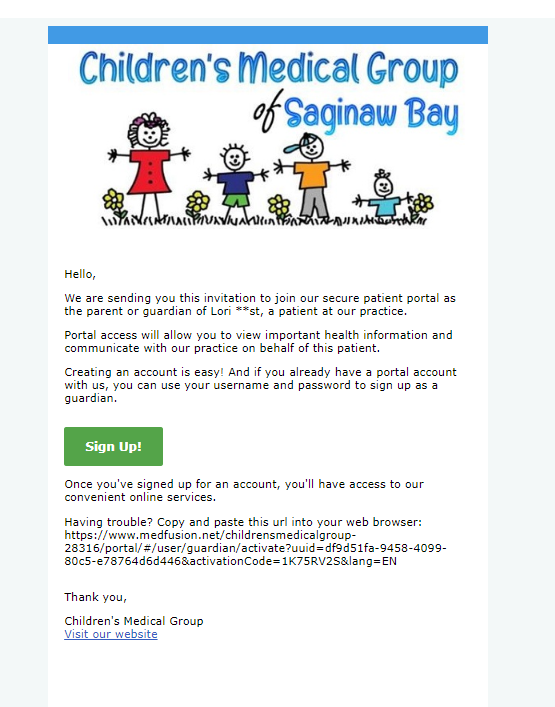 Children's Medical Group
of Saginaw Bay
Hello,
We are sending you this invitation to join our secure patient portal as
the parent or guardian of Lori **st, a patient at our practice.
Portal access will allow you to view important health information and
communicate with our practice on behalf of this patient.
Creating an account is easy! And if you already have a portal account
with us, you can use your username and password to sign up as a
guardian.
Sign Up!
Once you've signed up for an account, you'll have access to our
convenient online services.
Having trouble? Copy and paste this url into your web browser:
https://www.medfusion.net/childrensmedicalgroup-
28316/portal/#/user/guardian/activate?uuid=df9d51fa-9458-4099-
80c5-e78764d6d446&activationCode=1K75RV2S&lang=EN
Thank you,
Children's Medical Group
Visit our website